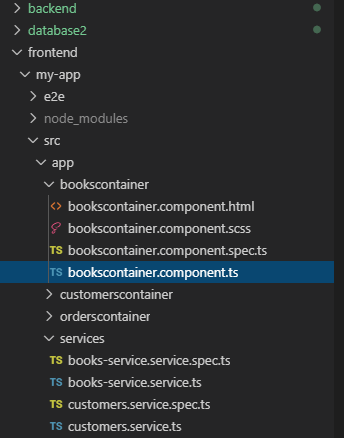 backend
database2
frontend
my-app
e2e
node_modules
src
app
bookscontainer
<> bookscontainer.component.html
bookscontainer.component.scss
TS bookscontainer.component.spec.ts
TS bookscontainer.component.ts
customerscontainer
orderscontainer
services
TS books-service.service.spec.ts
TS books-service.service.ts
TS customers.service.spec.ts
TS customers.service.ts